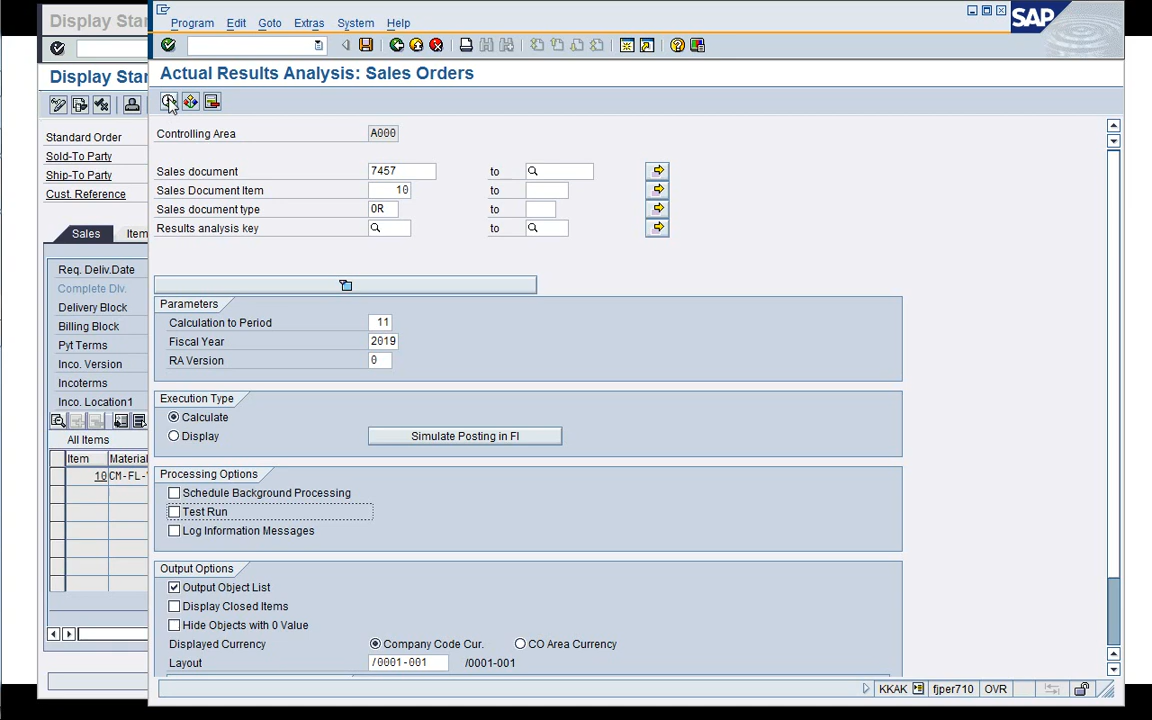 Display Sta
Program Edit Goto Extras System Help
SAP
Display Star
Actual Results Analysis: Sales Orders
Standard Order
Sold-To Party
Ship-To Party
Cust. Reference
Sales Item
Req. Deliv.Date
Complete Dlv.
Delivery Block
Billing Block
Pyt Terms
Inco. Version
Incoterms
Inco. Location1
All Items
Item Material
10 CM-FL-
Controlling Area A000
Sales document 7457 to
Sales Document Item 10 to
Sales document type OR to
Results analysis key to
Parameters
Calculation to Period 11
Fiscal Year 2019
RA Version 0
Execution Type
Calculate
Display Simulate Posting in FI
Processing Options
Schedule Background Processing
Test Run
Log Information Messages
Output Options
Output Object List
Display Closed Items
Hide Objects with 0 Value
Displayed Currency Company Code Cur. CO Area Currency
Layout /0001-001 /0001-001
KKAK fjper710 OVR